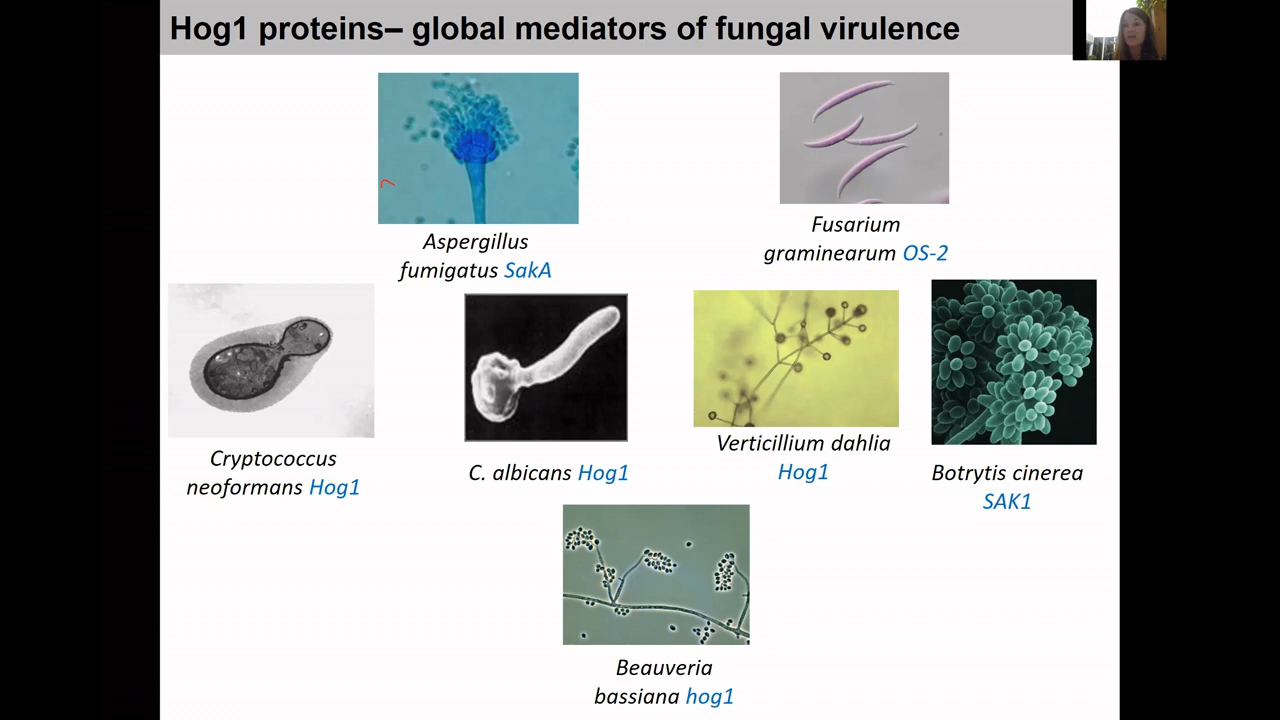 Hog1 proteins– global mediators of fungal virulence
Aspergillus
fumigatus SakA
Fusarium
graminearum OS-2
Cryptococcus
neoformans Hog1
C. albicans Hog1
Verticillium dahlia
Hog1
Botrytis cinerea
SAK1
Beauveria
bassiana hog1